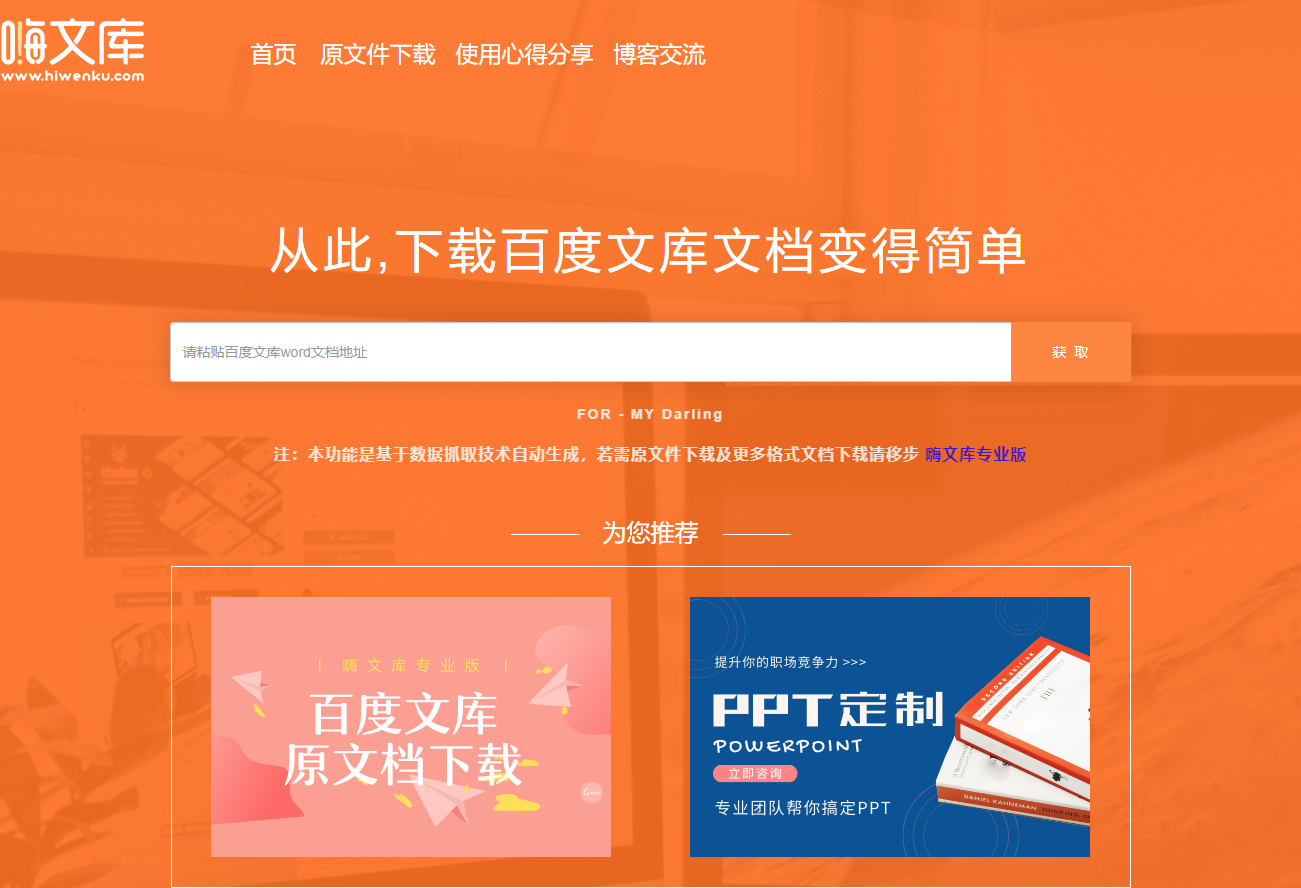 嗨文库
www.hiwenku.com
首页 原文件下载 使用心得分享 博客交流
从此,下载百度文库文档变得简单
请粘贴百度文库word文档地址
获 取
FOR - MY Darling
注：本功能是基于数据抓取技术自动生成，若需原文件下载及更多格式文档下载请移步 嗨文库专业版
为您推荐
| 嗨文库专业版 |
百度文库
原文档下载
Canva
提升你的职场竞争力 >>>
PPT定制
POWERPOINT
立即咨询
专业团队帮你搞定PPT
SECOND EDITION
THE
DANIEL KAHNEMAN